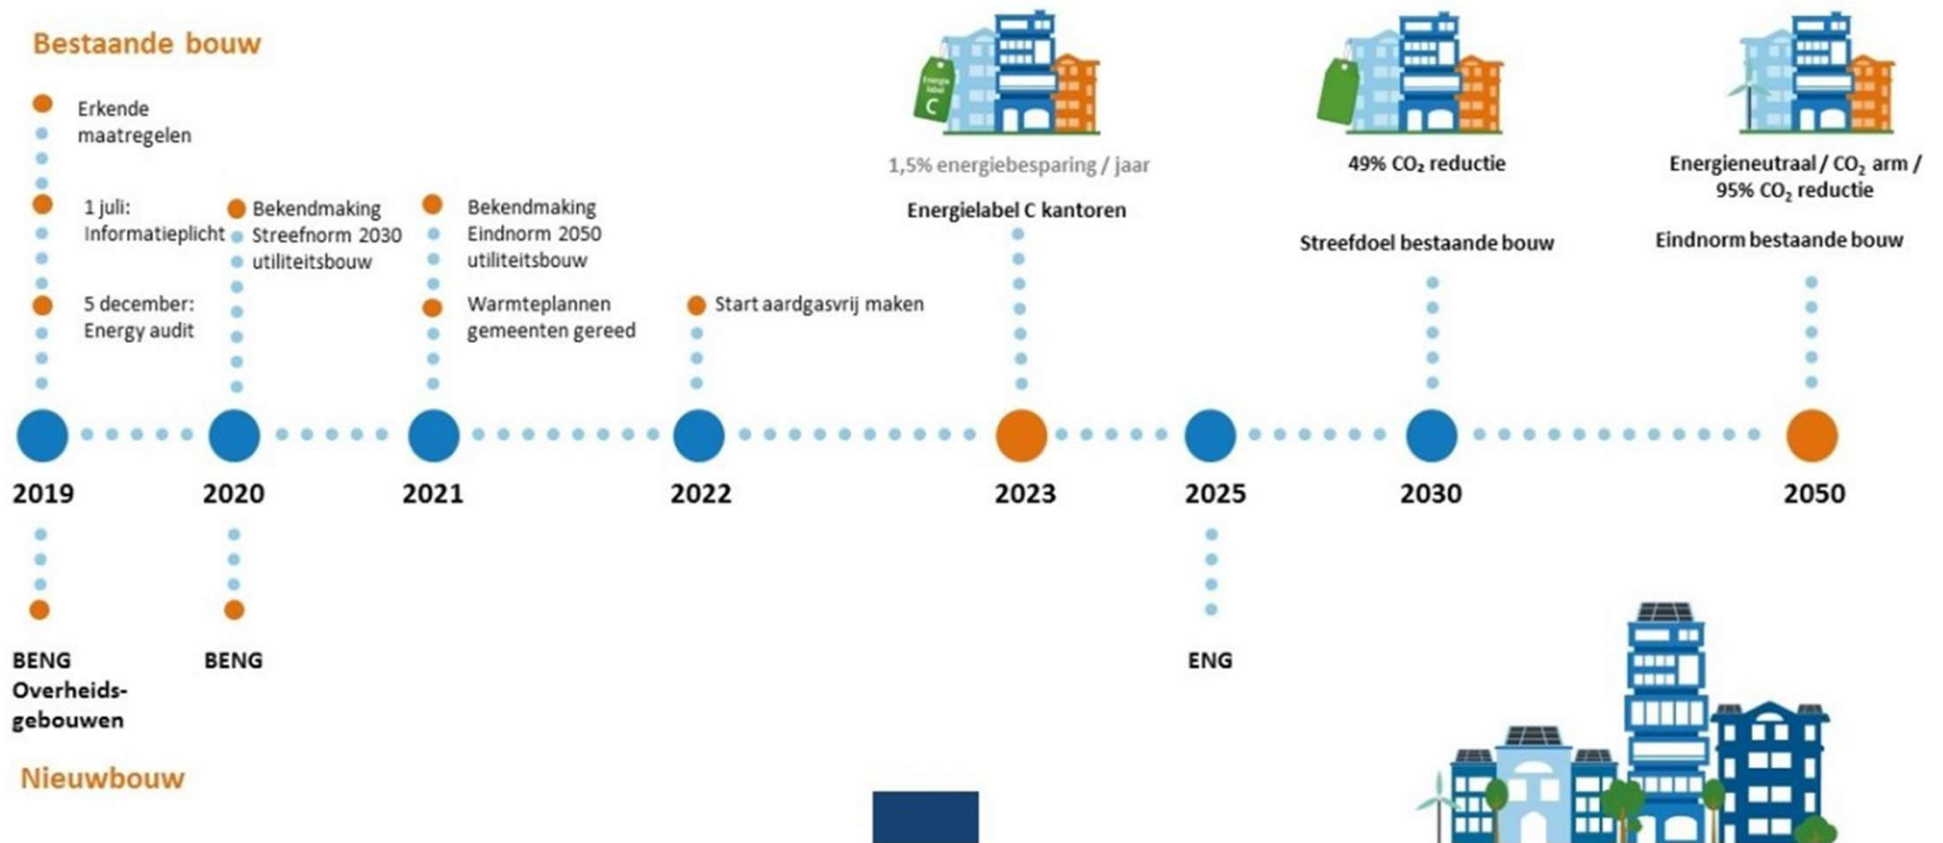 Bestaande bouw
Erkende
maatregelen
1 juli:
Informatieplicht
5 december:
Energy audit
Bekendmaking
Streefnorm 2030
utiliteitsbouw
Bekendmaking
Eindnorm 2050
utiliteitsbouw
Warmteplannen
gemeenten gereed
Start aardgasvrij maken
Energie
label
C
1,5% energiebesparing / jaar
Energielabel C kantoren
49% CO₂ reductie
Streefdoel bestaande bouw
Energieneutraal / CO₂ arm /
95% CO₂ reductie
Eindnorm bestaande bouw
2019
2020
2021
2022
2023
2025
2030
2050
BENG
Overheids-
gebouwen
BENG
ENG
Nieuwbouw